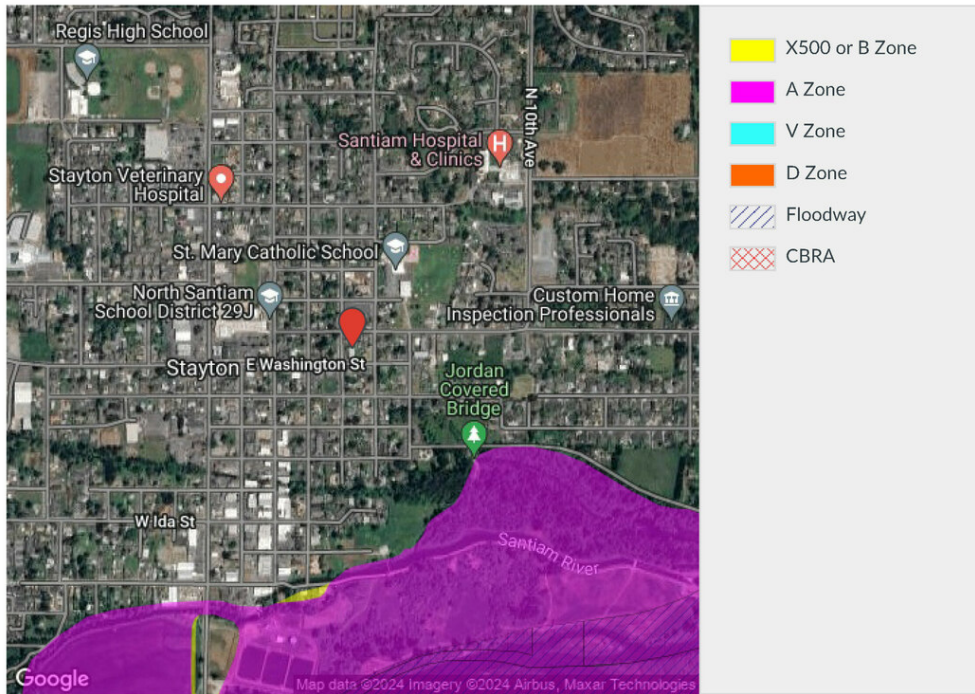 Regis High School
N 10th Ave
Santiam Hospital
& Clinics
Stayton Veterinary
Hospital
St. Mary Catholic School
North Santiam
School District 29J
Custom Home
Inspection Professionals
Stayton
E Washington St
Jordan
Covered
Bridge
W Ida St
Santiam River
Google
Map data ©2024 Imagery ©2024 Airbus, Maxar Technologies
X500 or B Zone
A Zone
V Zone
D Zone
Floodway
CBRA